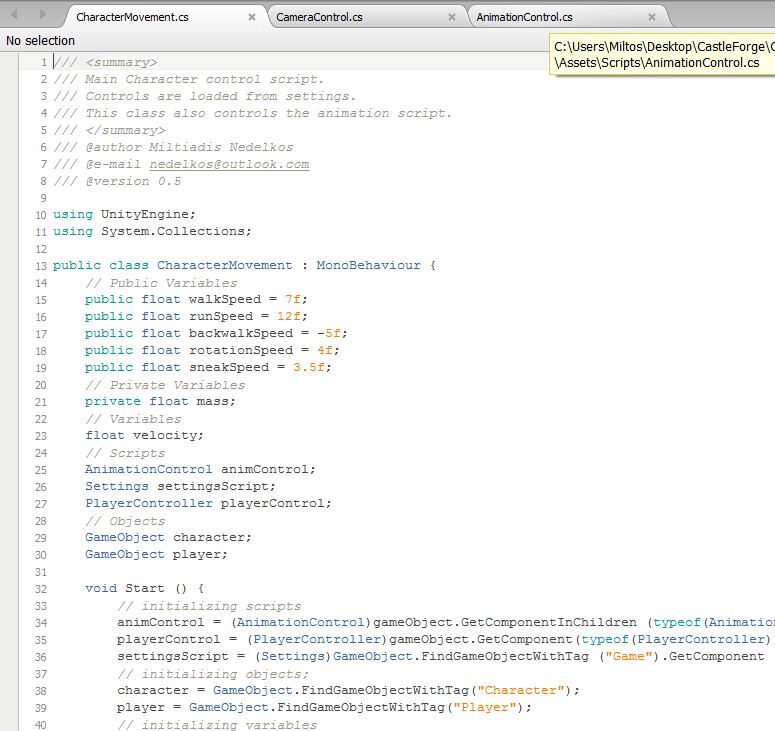 CharacterMovement.cs × CameraControl.cs × AnimationControl.cs ×
No selection
C:\Users\Miltos\Desktop\CastleForge\
\Assets\Scripts\AnimationControl.cs
1 /// <summary>
2 /// Main Character control script.
3 /// Controls are loaded from settings.
4 /// This class also controls the animation script.
5 /// </summary>
6 /// @author Miltiadis Nedelkos
7 /// @e-mail nedelkos@outlook.com
8 /// @version 0.5
9
10 using UnityEngine;
11 using System.Collections;
12
13 public class CharacterMovement : MonoBehaviour {
14 // Public Variables
15 public float walkSpeed = 7f;
16 public float runSpeed = 12f;
17 public float backwalkSpeed = -5f;
18 public float rotationSpeed = 4f;
19 public float sneakSpeed = 3.5f;
20 // Private Variables
21 private float mass;
22 // Variables
23 float velocity;
24 // Scripts
25 AnimationControl animControl;
26 Settings settingsScript;
27 PlayerController playerControl;
28 // Objects
29 GameObject character;
30 GameObject player;
31
32 void Start () {
33 // initializing scripts
34 animControl = (AnimationControl)gameObject.GetComponentInChildren (typeof(Animation
35 playerControl = (PlayerController)gameObject.GetComponent(typeof(PlayerController)
36 settingsScript = (Settings)GameObject.FindGameObjectWithTag ("Game").GetComponent
37 // initializing objects;
38 character = GameObject.FindGameObjectWithTag("Character");
39 player = GameObject.FindGameObjectWithTag("Player");
40 // initializing variables